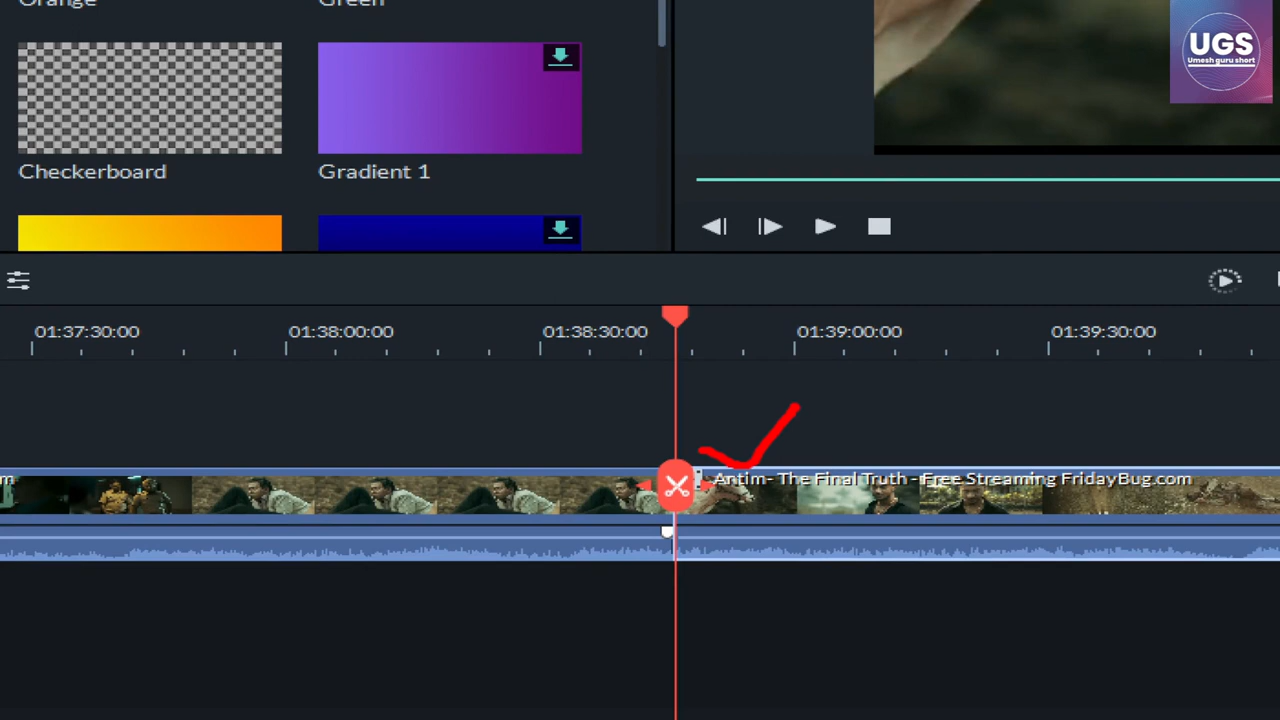 Orange
Green
UGS
Umesh guru short
Checkerboard
Gradient 1
01:37:30:00
01:38:00:00
01:38:30:00
01:39:00:00
01:39:30:00
m
Antim- The Final Truth - Free Streaming FridayBug.com